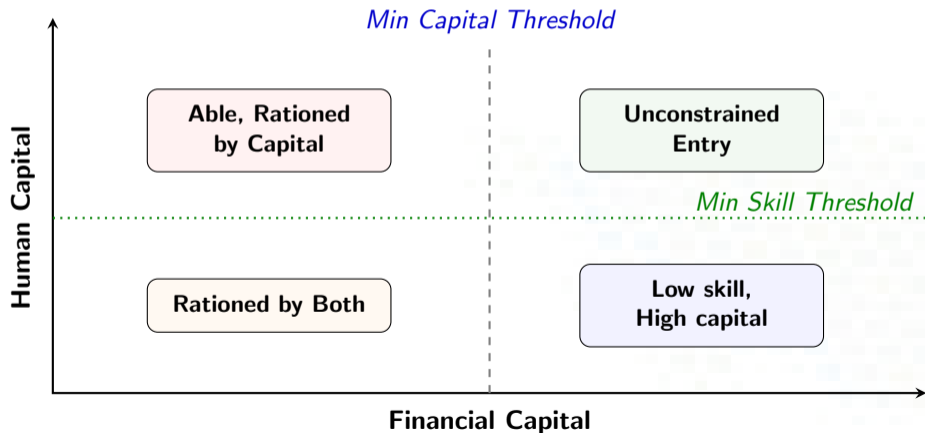 Min Capital Threshold
Able, Rationed
by Capital
Unconstrained
Entry
Min Skill Threshold
Human Capital
Rationed by Both
Low skill,
High capital
Financial Capital